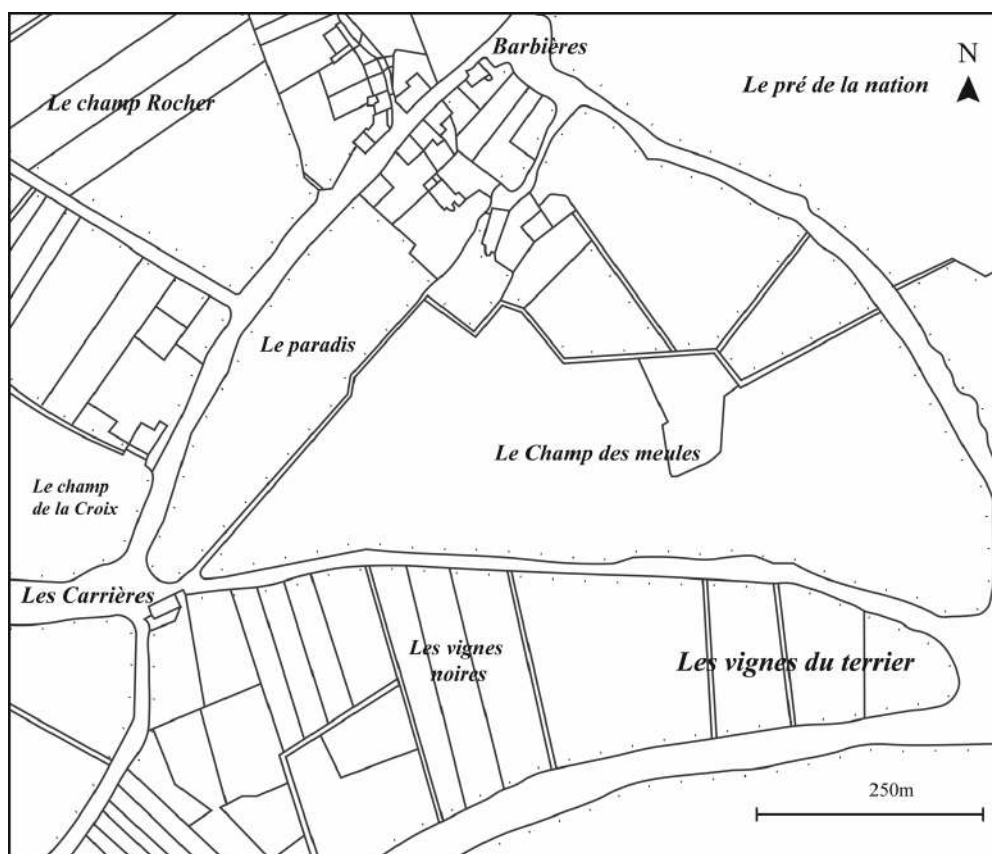 Barbières
N
Le pré de la nation
Le champ Rocher
Le paradis
Le Champ des meules
Le champ
de la Croix
Les Carrières
Les vignes
noires
Les vignes du terrier
250m